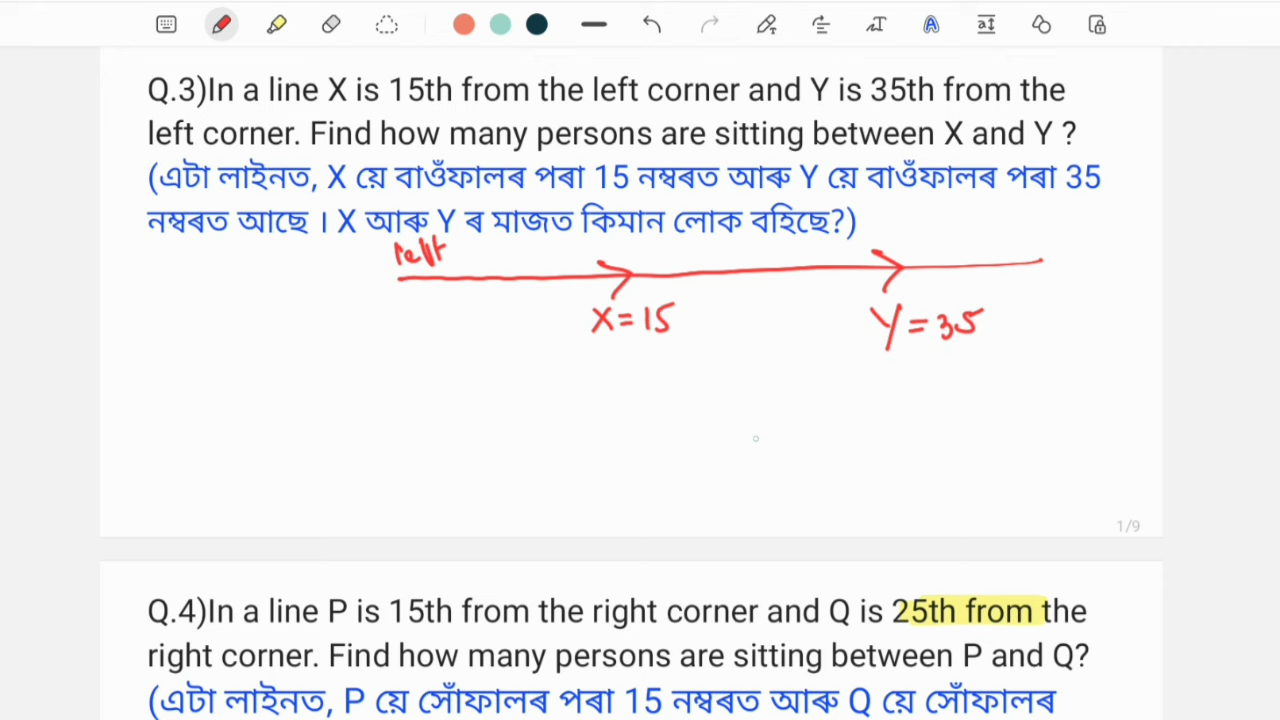 Q.3)In a line X is 15th from the left corner and Y is 35th from the
left corner. Find how many persons are sitting between X and Y ?
(এটা লাইনত, X য়ে বাওঁফালৰ পৰা 15 নম্বৰত আৰু Y য়ে বাওঁফালৰ পৰা 35
নম্বৰত আছে । X আৰু Y ৰ মাজত কিমান লোক বহিছে?)
left
X=15
Y=35
1/9
Q.4)In a line P is 15th from the right corner and Q is 25th from the
right corner. Find how many persons are sitting between P and Q?
(এটা লাইনত, P য়ে সোঁফালৰ পৰা 15 নম্বৰত আৰু Q য়ে সোঁফালৰ